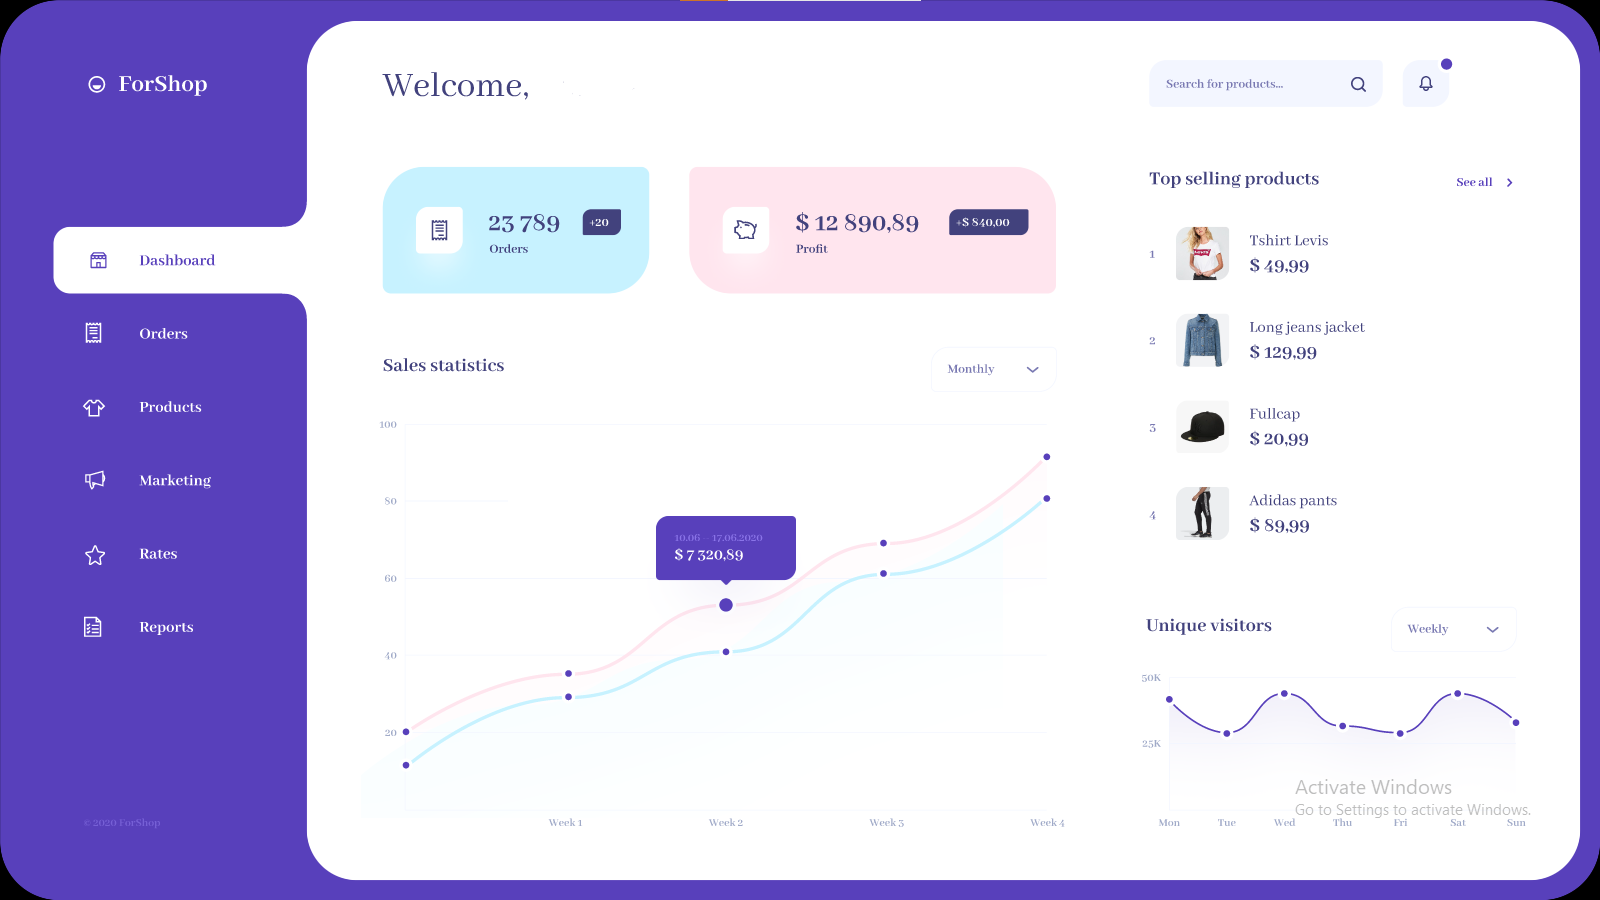 ForShop
Welcome,
Search for products...
Dashboard
Orders
Products
Marketing
Rates
Reports
© 2020 ForShop
23 789
+20
Orders
$ 12 890,89
+$ 840,00
Profit
Sales statistics
Monthly
100
80
60
40
20
10.06 – 17.06.2020
$ 7 320,89
Week 1
Week 2
Week 3
Week 4
Top selling products
See all
1
Tshirt Levis
$ 49,99
2
Long jeans jacket
$ 129,99
3
Fullcap
$ 20,99
4
Adidas pants
$ 89,99
Unique visitors
Weekly
50K
25K
Activate Windows
Go to Settings to activate Windows.
Mon
Tue
Wed
Thu
Fri
Sat
Sun